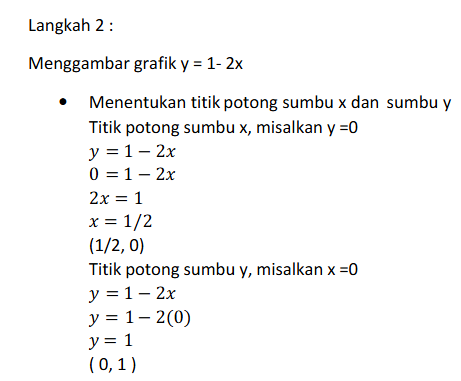 Langkah 2 :
Menggambar grafik y = 1- 2x
• Menentukan titik potong sumbu x dan sumbu y
Titik potong sumbu x, misalkan y =0
y = 1 – 2x
0 = 1 – 2x
2x = 1
x = 1/2
(1/2, 0)
Titik potong sumbu y, misalkan x =0
y = 1 – 2x
y = 1 – 2(0)
y = 1
( 0, 1 )